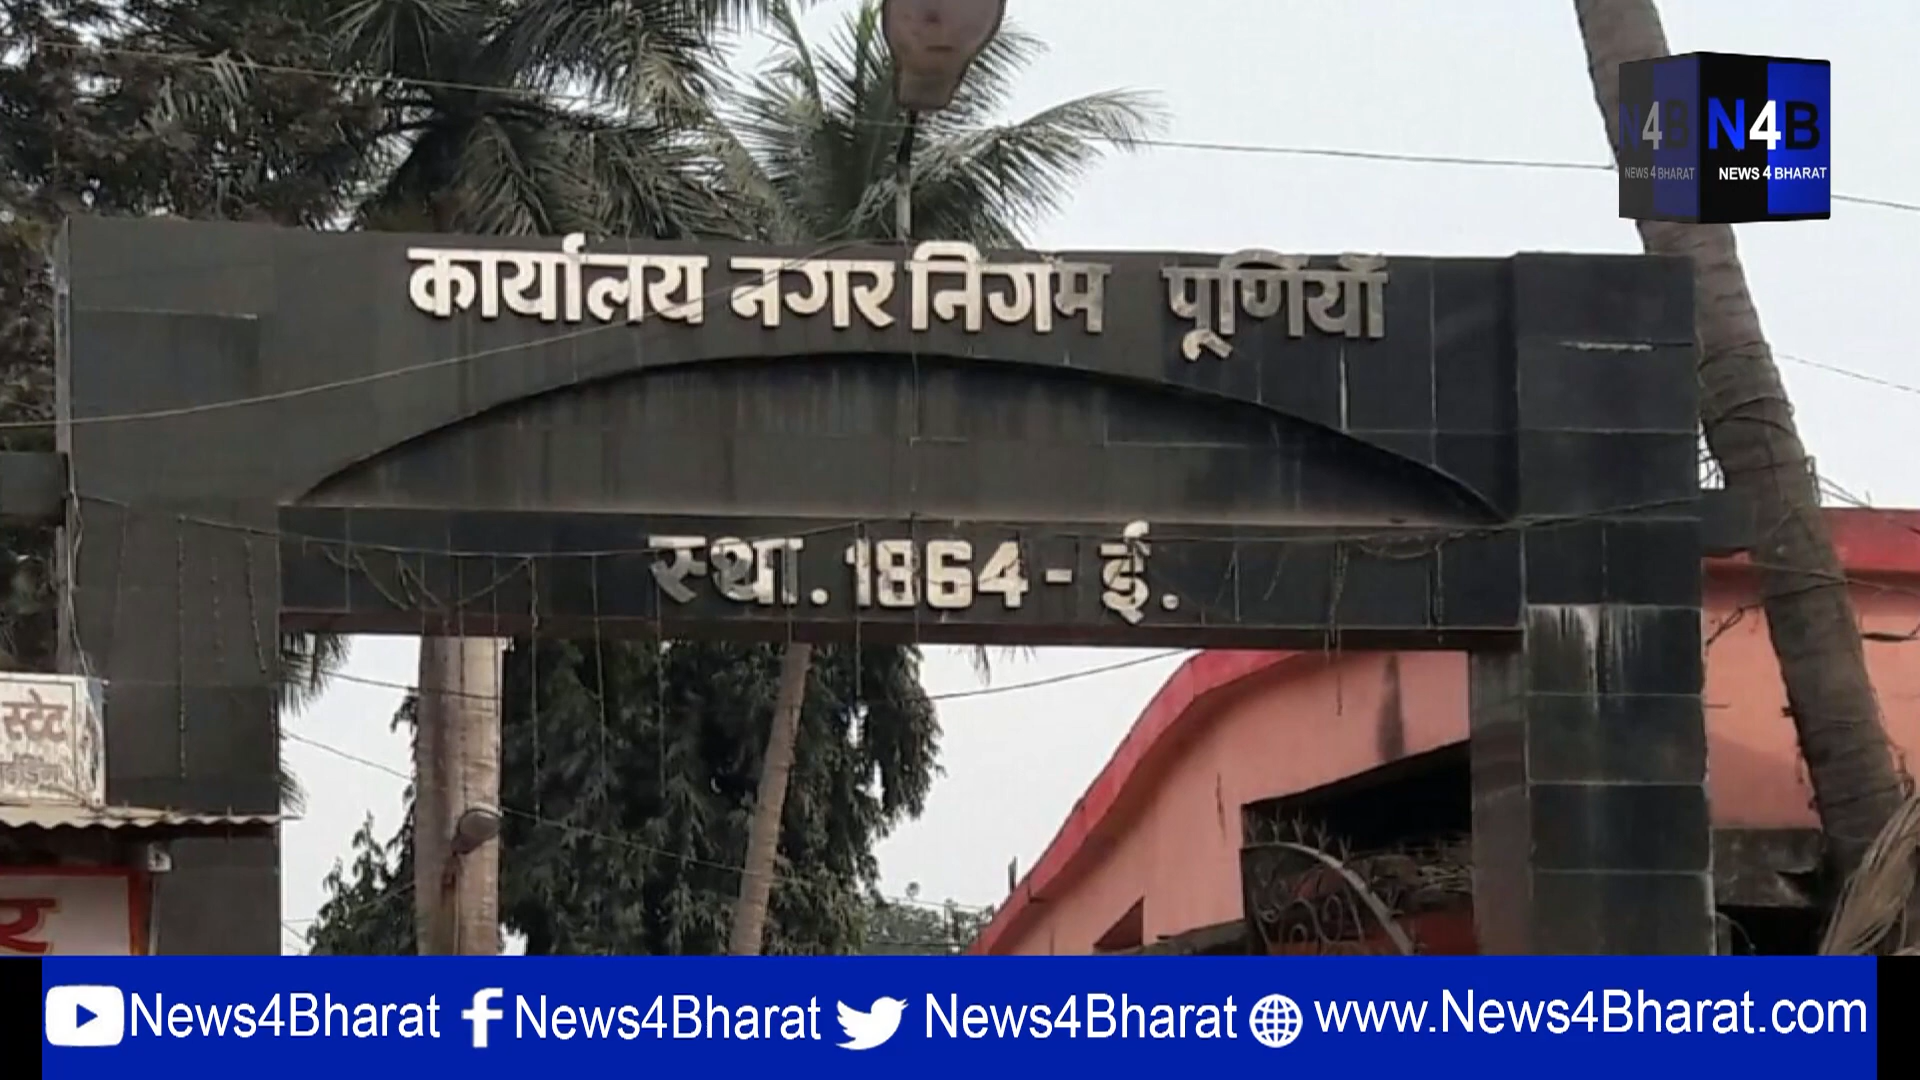 N4B N4B
NEWS 4 BHARAT NEWS 4 BHARAT
कार्यालय नगर निगम पूर्णियाँ
स्था. 1864 - ई.
स्टेट
र
News4Bharat News4Bharat News4Bharat www.News4Bharat.com